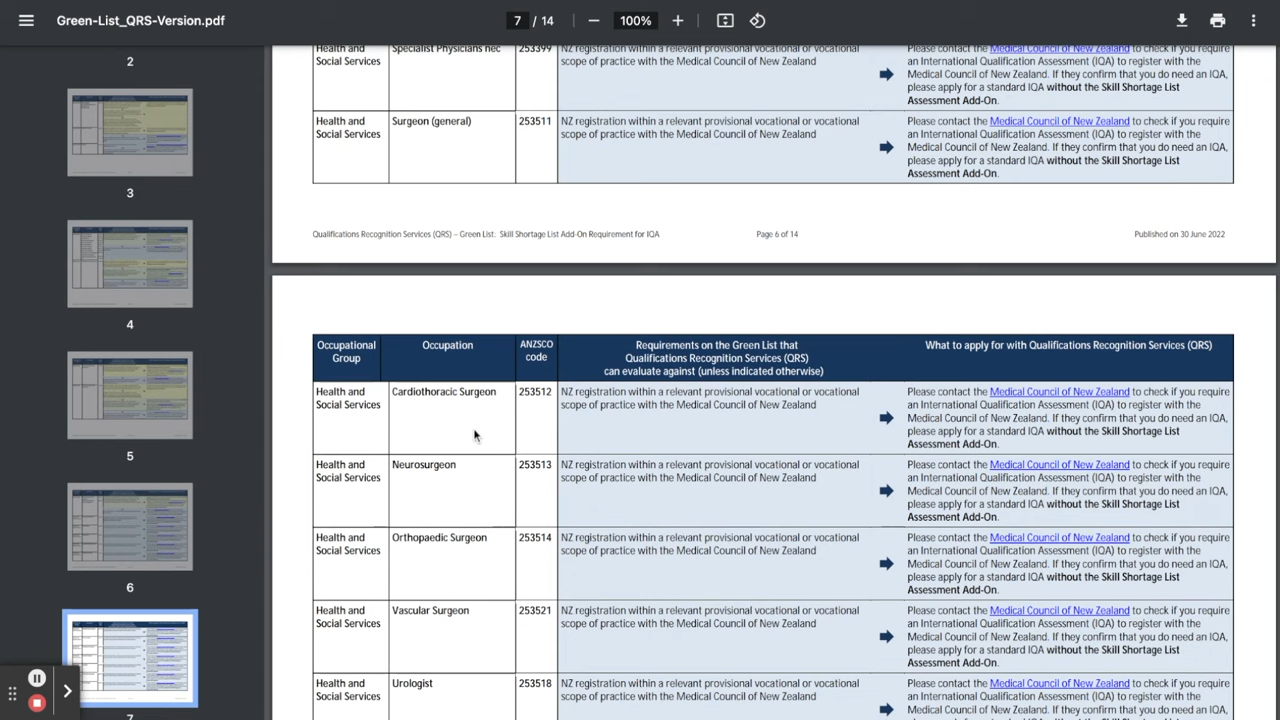 Green-List_QRS-Version.pdf
7 / 14
100%
2
3
4
5
6
7
Health and
Social Services
Specialist Physicians nec
253399
NZ registration within a relevant provisional vocational or vocational
scope of practice with the Medical Council of New Zealand
Please contact the Medical Council of New Zealand to check if you require
an International Qualification Assessment (IQA) to register with the
Medical Council of New Zealand. If they confirm that you do need an IQA,
please apply for a standard IQA without the Skill Shortage List
Assessment Add-On.
Health and
Social Services
Surgeon (general)
253511
NZ registration within a relevant provisional vocational or vocational
scope of practice with the Medical Council of New Zealand
Please contact the Medical Council of New Zealand to check if you require
an International Qualification Assessment (IQA) to register with the
Medical Council of New Zealand. If they confirm that you do need an IQA,
please apply for a standard IQA without the Skill Shortage List
Assessment Add-On.
Qualifications Recognition Services (QRS) – Green List: Skill Shortage List Add-On Requirement for IQA
Page 6 of 14
Published on 30 June 2022
Occupational
Group
Occupation
ANZSCO
code
Requirements on the Green List that
Qualifications Recognition Services (QRS)
can evaluate against (unless indicated otherwise)
What to apply for with Qualifications Recognition Services (QRS)
Health and
Social Services
Cardiothoracic Surgeon
253512
NZ registration within a relevant provisional vocational or vocational
scope of practice with the Medical Council of New Zealand
Please contact the Medical Council of New Zealand to check if you require
an International Qualification Assessment (IQA) to register with the
Medical Council of New Zealand. If they confirm that you do need an IQA,
please apply for a standard IQA without the Skill Shortage List
Assessment Add-On.
Health and
Social Services
Neurosurgeon
253513
NZ registration within a relevant provisional vocational or vocational
scope of practice with the Medical Council of New Zealand
Please contact the Medical Council of New Zealand to check if you require
an International Qualification Assessment (IQA) to register with the
Medical Council of New Zealand. If they confirm that you do need an IQA,
please apply for a standard IQA without the Skill Shortage List
Assessment Add-On.
Health and
Social Services
Orthopaedic Surgeon
253514
NZ registration within a relevant provisional vocational or vocational
scope of practice with the Medical Council of New Zealand
Please contact the Medical Council of New Zealand to check if you require
an International Qualification Assessment (IQA) to register with the
Medical Council of New Zealand. If they confirm that you do need an IQA,
please apply for a standard IQA without the Skill Shortage List
Assessment Add-On.
Health and
Social Services
Vascular Surgeon
253521
NZ registration within a relevant provisional vocational or vocational
scope of practice with the Medical Council of New Zealand
Please contact the Medical Council of New Zealand to check if you require
an International Qualification Assessment (IQA) to register with the
Medical Council of New Zealand. If they confirm that you do need an IQA,
please apply for a standard IQA without the Skill Shortage List
Assessment Add-On.
Health and
Social Services
Urologist
253518
NZ registration within a relevant provisional vocational or vocational
scope of practice with the Medical Council of New Zealand
Please contact the Medical Council of New Zealand to check if you require
an International Qualification Assessment (IQA) to register with the
Medical Council of New Zealand. If they confirm that you do need an IQA,